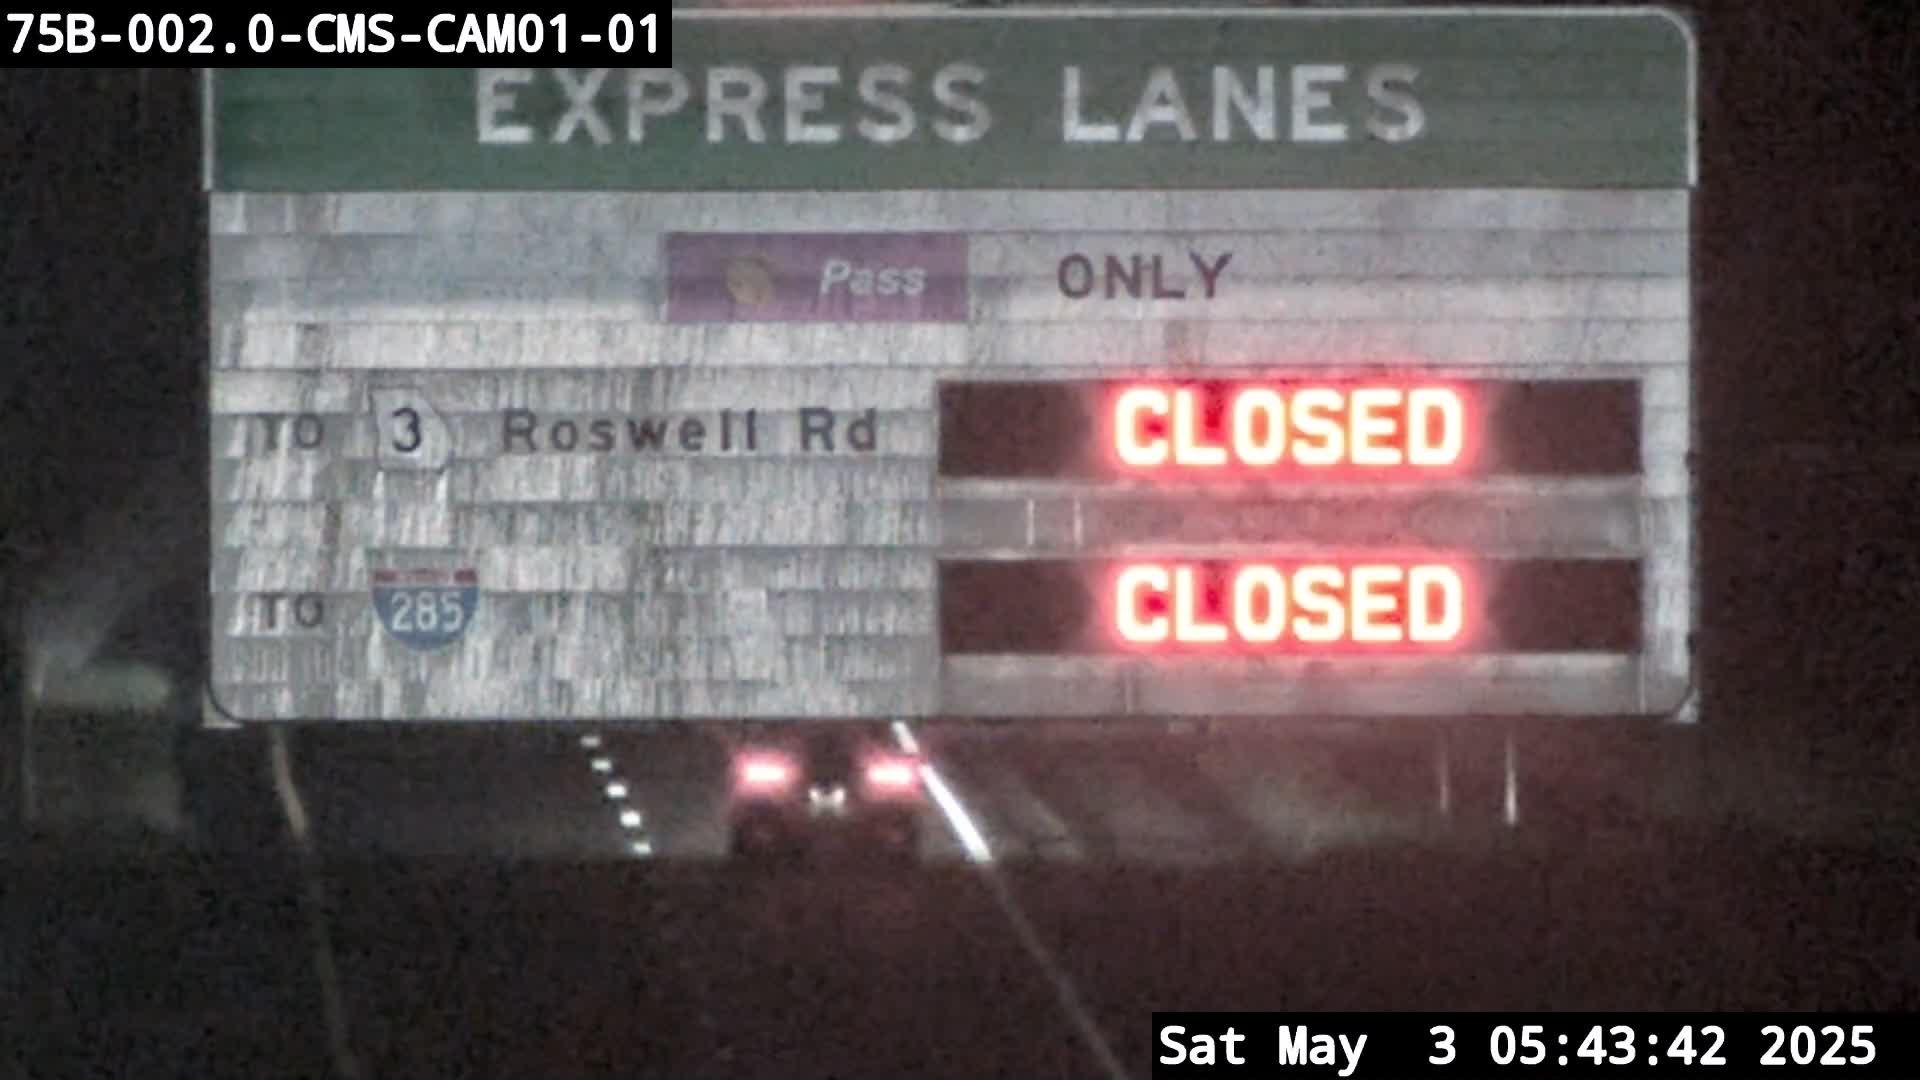 75B-002.0-CMS-CAM01-01
EXPRESS LANES
Pass ONLY
TO 3 Roswell Rd CLOSED
TO 285 CLOSED
Sat May 3 05:43:42 2025